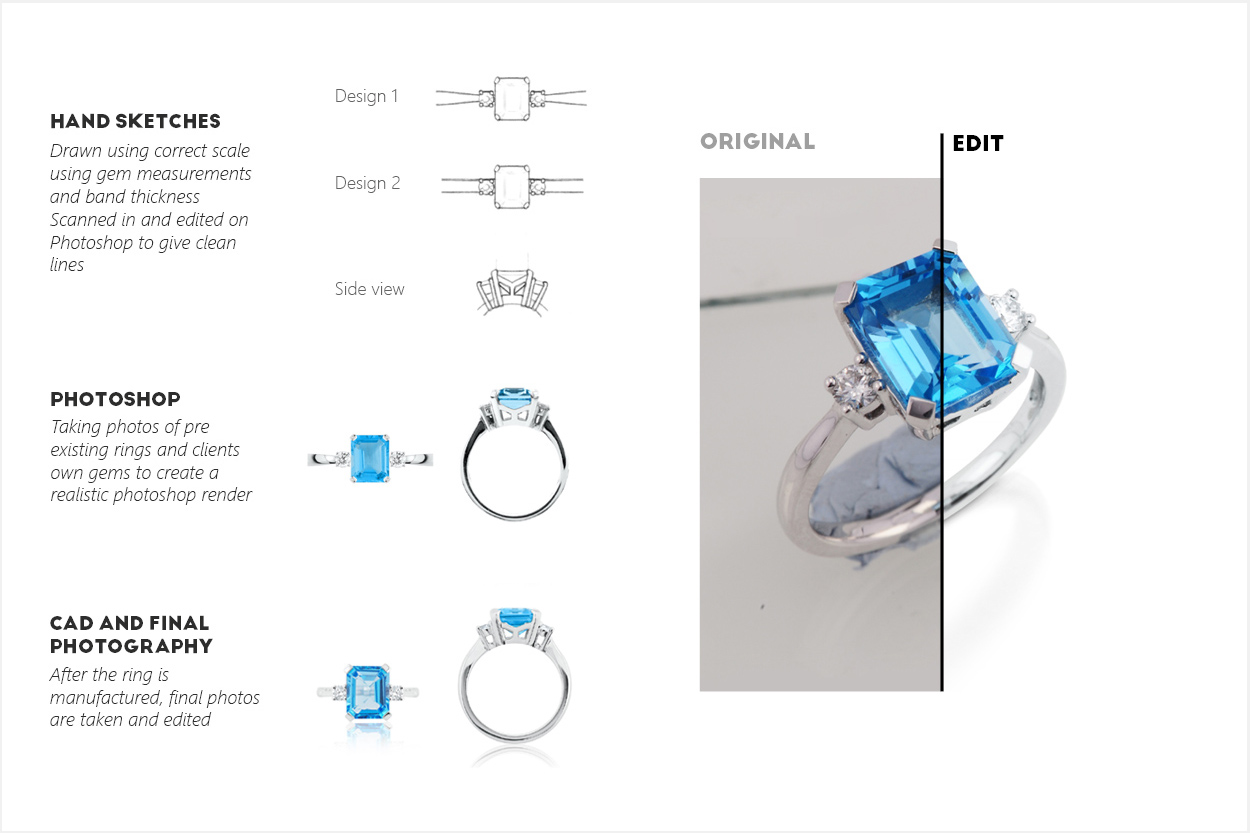 HAND SKETCHES
Drawn using correct scale
using gem measurements
and band thickness
Scanned in and edited on
Photoshop to give clean
lines
Design 1
Design 2
Side view
PHOTOSHOP
Taking photos of pre
existing rings and clients
own gems to create a
realistic photoshop render
CAD AND FINAL
PHOTOGRAPHY
After the ring is
manufactured, final photos
are taken and edited
ORIGINAL
EDIT